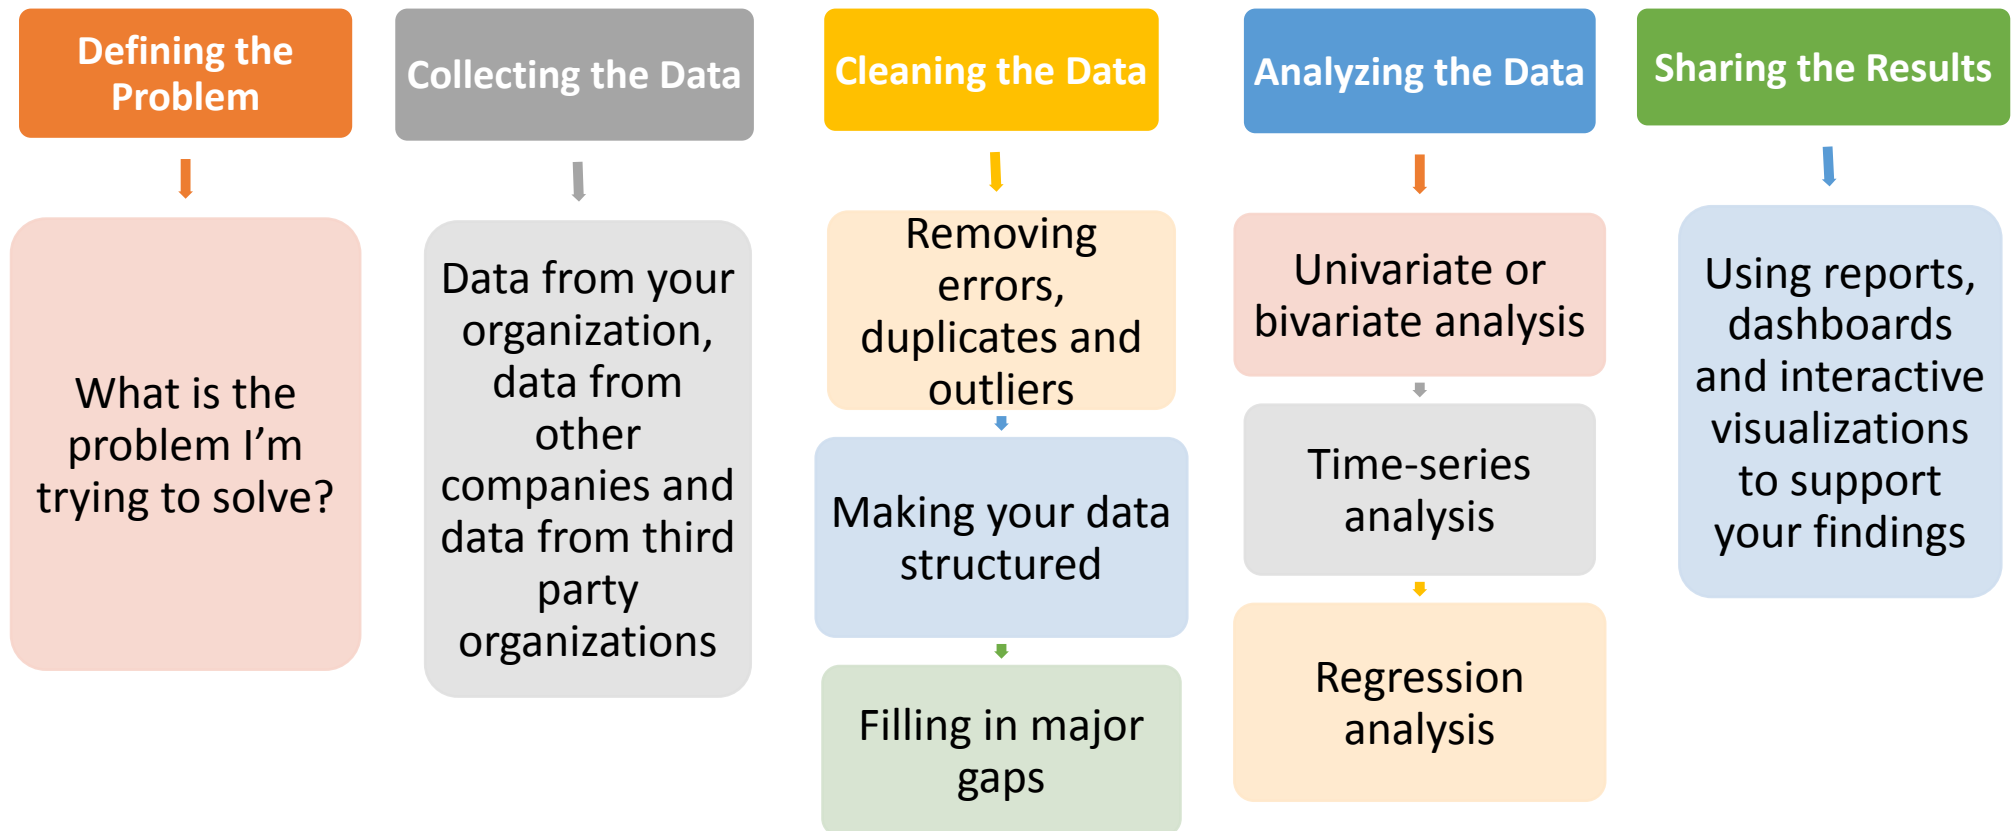 Defining the
Problem
What is the
problem I'm
trying to solve?
Collecting the Data
Data from your
organization,
data from
other
companies and
data from third
party
organizations
Cleaning the Data
Removing
errors,
duplicates and
outliers
Making your data
structured
Filling in major
gaps
Analyzing the Data
Univariate or
bivariate analysis
Time-series
analysis
Regression
analysis
Sharing the Results
Using reports,
dashboards
and interactive
visualizations
to support
your findings